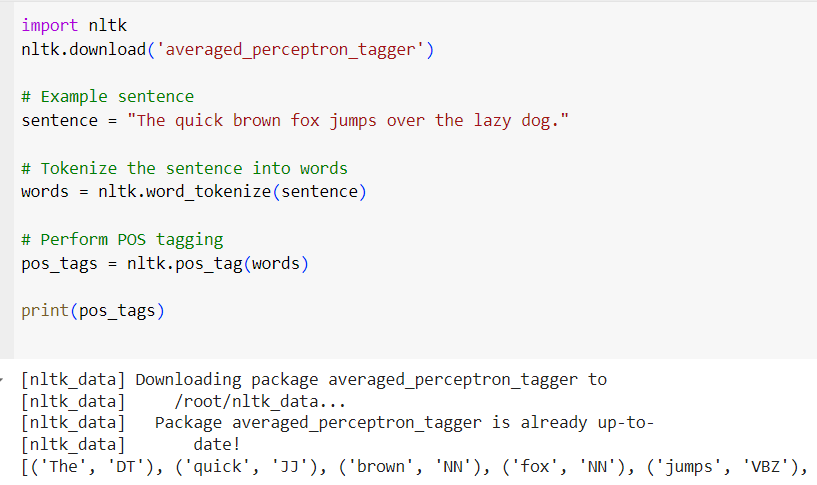 import nltk
nltk.download('averaged_perceptron_tagger')
# Example sentence
sentence = "The quick brown fox jumps over the lazy dog."
# Tokenize the sentence into words
words = nltk.word_tokenize(sentence)
# Perform POS tagging
pos_tags = nltk.pos_tag(words)
print(pos_tags)
[nltk_data] Downloading package averaged_perceptron_tagger to
[nltk_data]     /root/nltk_data...
[nltk_data]   Package averaged_perceptron_tagger is already up-to-
[nltk_data]       date!
[('The', 'DT'), ('quick', 'JJ'), ('brown', 'NN'), ('fox', 'NN'), ('jumps', 'VBZ'),